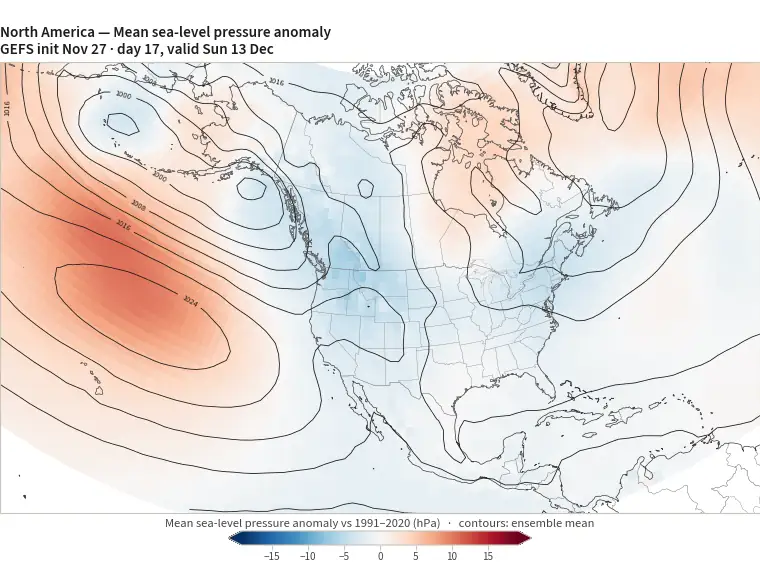 North America — Mean sea-level pressure anomaly
GEFS init Nov 27 · day 17, valid Sun 13 Dec
1016
1000
1016
1000
1008
1016
1024
Mean sea-level pressure anomaly vs 1991–2020 (hPa) · contours: ensemble mean
−15 −10 −5 0 5 10 15